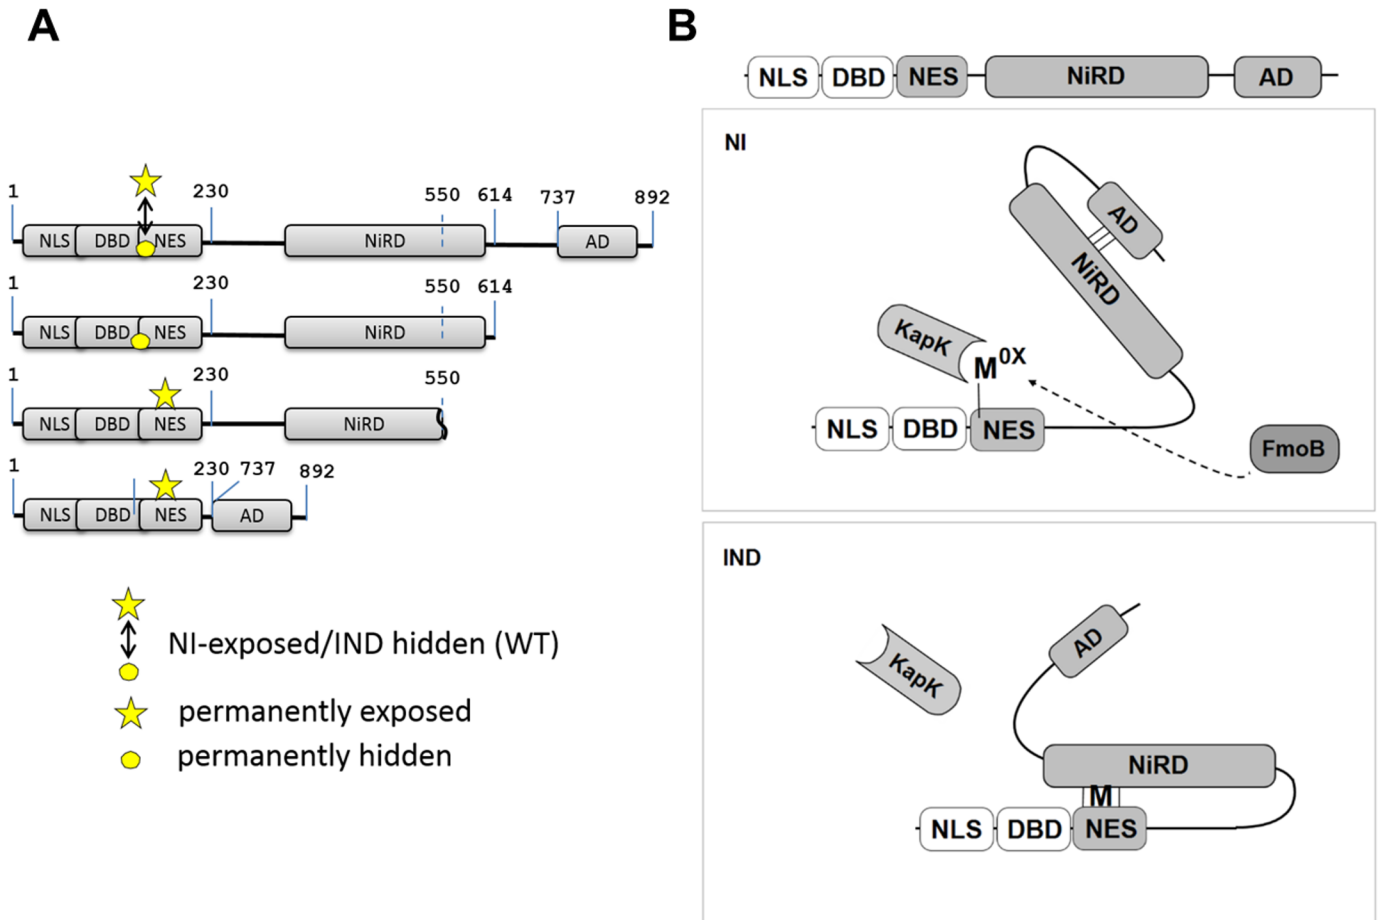 A
1 230 550 614 737 892
NLS DBD NES NiRD AD
1 230 550 614
NLS DBD NES NiRD
1 230 550
NLS DBD NES NiRD
1 230 737 892
NLS DBD NES AD
NI-exposed/IND hidden (WT)
permanently exposed
permanently hidden
B
NLS DBD NES NiRD AD
NI
AD
NiRD
KapK
M0X
NLS DBD NES
FmoB
IND
AD
KapK
NiRD
M
NLS DBD NES